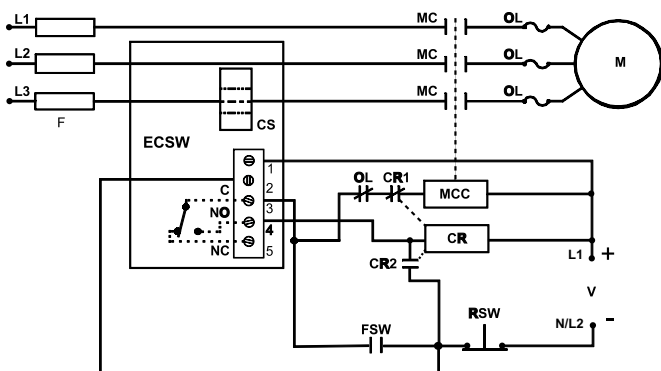 L1
MC
OL
L2
MC
OL
M
L3
MC
OL
F
CS
ECSW
1
C
2
OL
CR1
MCC
NO
3
4
CR
NC
5
CR2
L1
+
V
RSW
N/L2
-
FSW